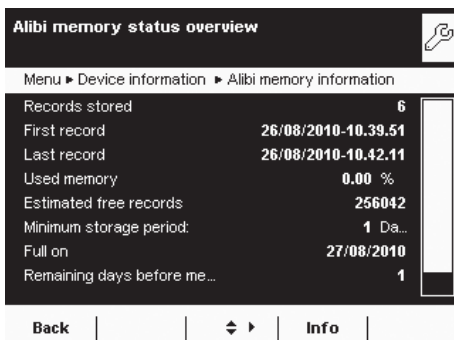 Alibi memory status overview
Menu ▸ Device information ▸ Alibi memory information
Records stored 6
First record 26/08/2010-10.39.51
Last record 26/08/2010-10.42.11
Used memory 0.00 %
Estimated free records 256042
Minimum storage period: 1 Da...
Full on 27/08/2010
Remaining days before me... 1
Back Info